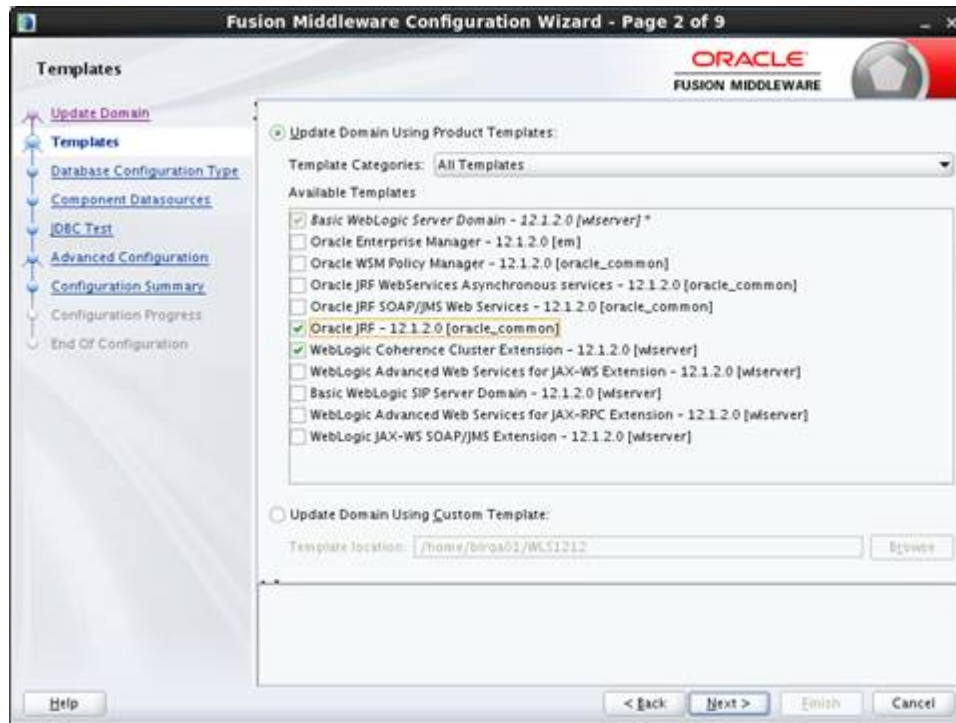 Fusion Middleware Configuration Wizard - Page 2 of 9
Templates
ORACLE
FUSION MIDDLEWARE
Update Domain
Templates
Database Configuration Type
Component Datasources
JDBC Test
Advanced Configuration
Configuration Summary
Configuration Progress
End Of Configuration
Update Domain Using Product Templates:
Template Categories: All Templates
Available Templates
Basic WebLogic Server Domain - 12.1.2.0 [wlserver] *
Oracle Enterprise Manager - 12.1.2.0 [em]
Oracle WSM Policy Manager - 12.1.2.0 [oracle_common]
Oracle JRF WebServices Asynchronous services - 12.1.2.0 [oracle_common]
Oracle JRF SOAP/JMS Web Services - 12.1.2.0 [oracle_common]
Oracle JRF - 12.1.2.0 [oracle_common]
WebLogic Coherence Cluster Extension - 12.1.2.0 [wlserver]
WebLogic Advanced Web Services for JAX-WS Extension - 12.1.2.0 [wlserver]
Basic WebLogic SIP Server Domain - 12.1.2.0 [wlserver]
WebLogic Advanced Web Services for JAX-RPC Extension - 12.1.2.0 [wlserver]
WebLogic JAX-WS SOAP/JMS Extension - 12.1.2.0 [wlserver]
Update Domain Using Custom Template:
Template location: /home/blrqa01/WLS1212 Browse
Help < Back Next > Finish Cancel